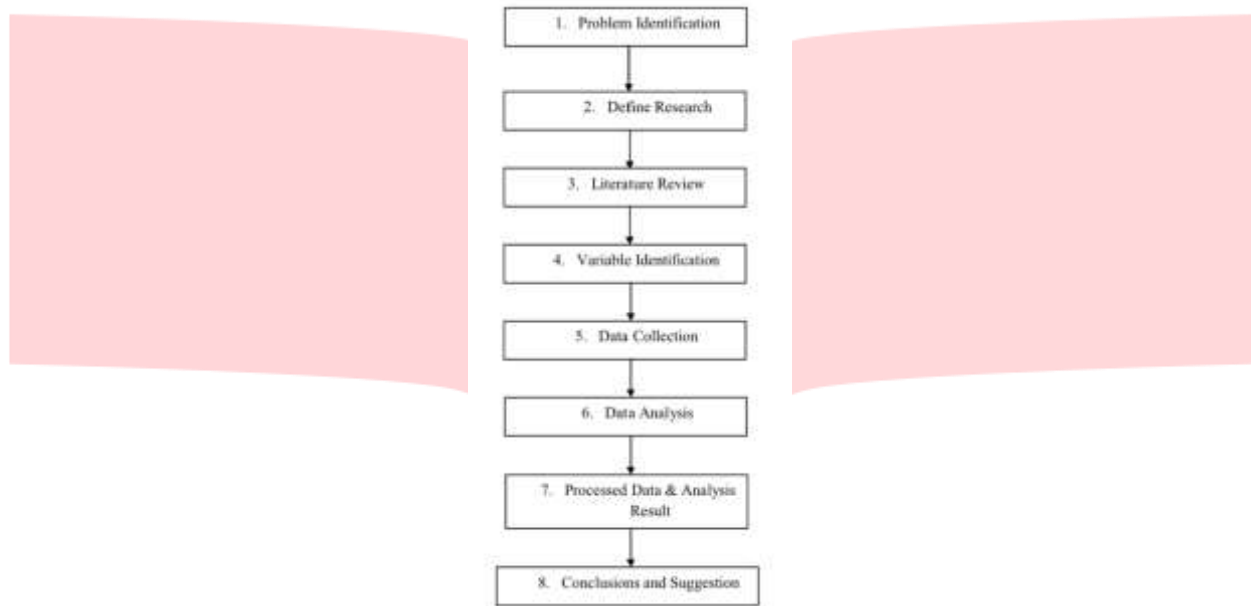 1. Problem Identification
2. Define Research
3. Literature Review
4. Variable Identification
5. Data Collection
6. Data Analysis
7. Processed Data & Analysis
Result
8. Conclusions and Suggestion